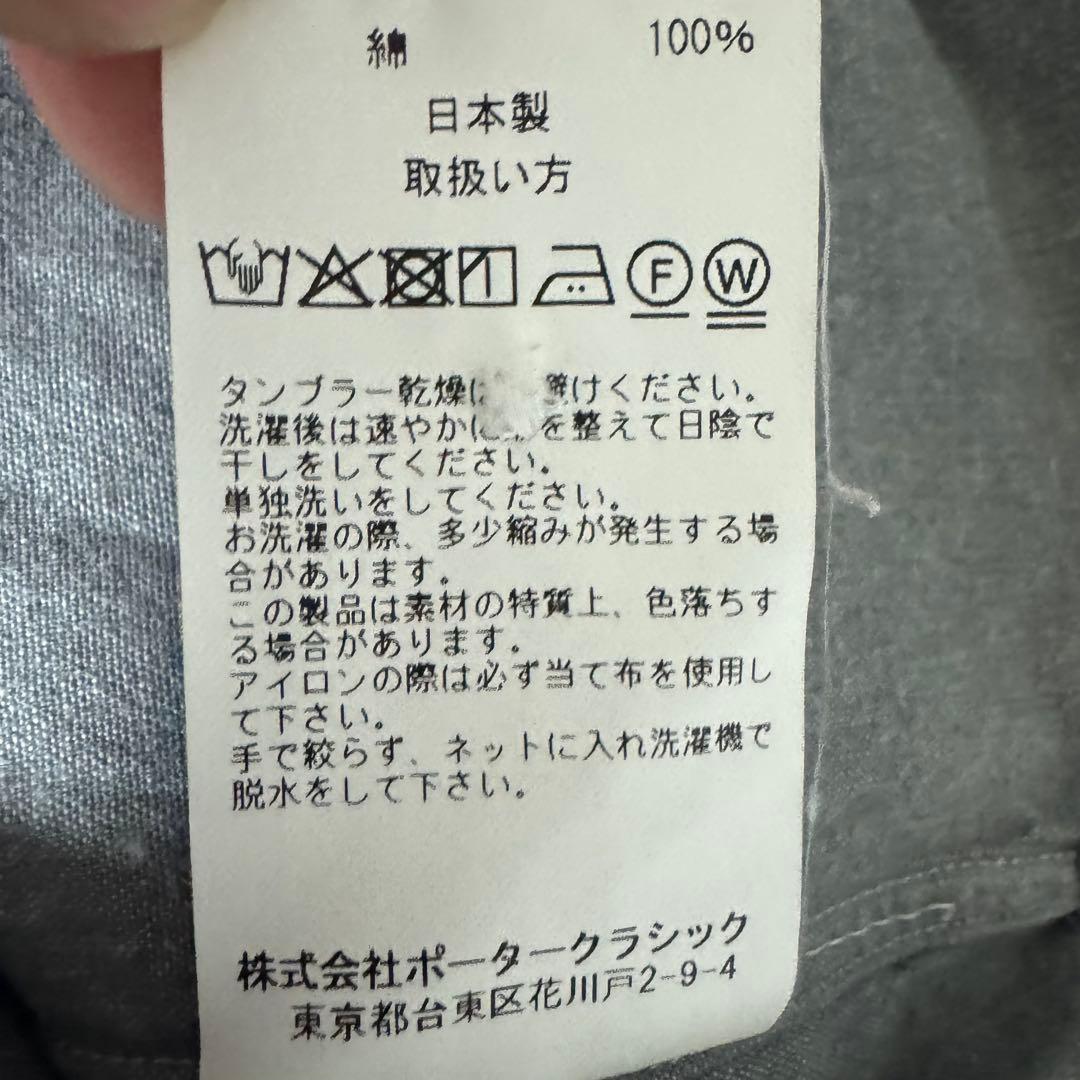 綿 100%
日本製
取扱い方
F W
タンブラー乾燥は 避けください。
洗濯後は速やかに を整えて日陰で
干しをしてください。
単独洗いをしてください。
お洗濯の際、多少縮みが発生する場
合があります。
この製品は素材の特質上、色落ちす
る場合があります。
アイロンの際は必ず当て布を使用し
て下さい。
手で絞らず、ネットに入れ洗濯機で
脱水をして下さい。
株式会社ポータークラシック
東京都台東区花川戸2-9-4